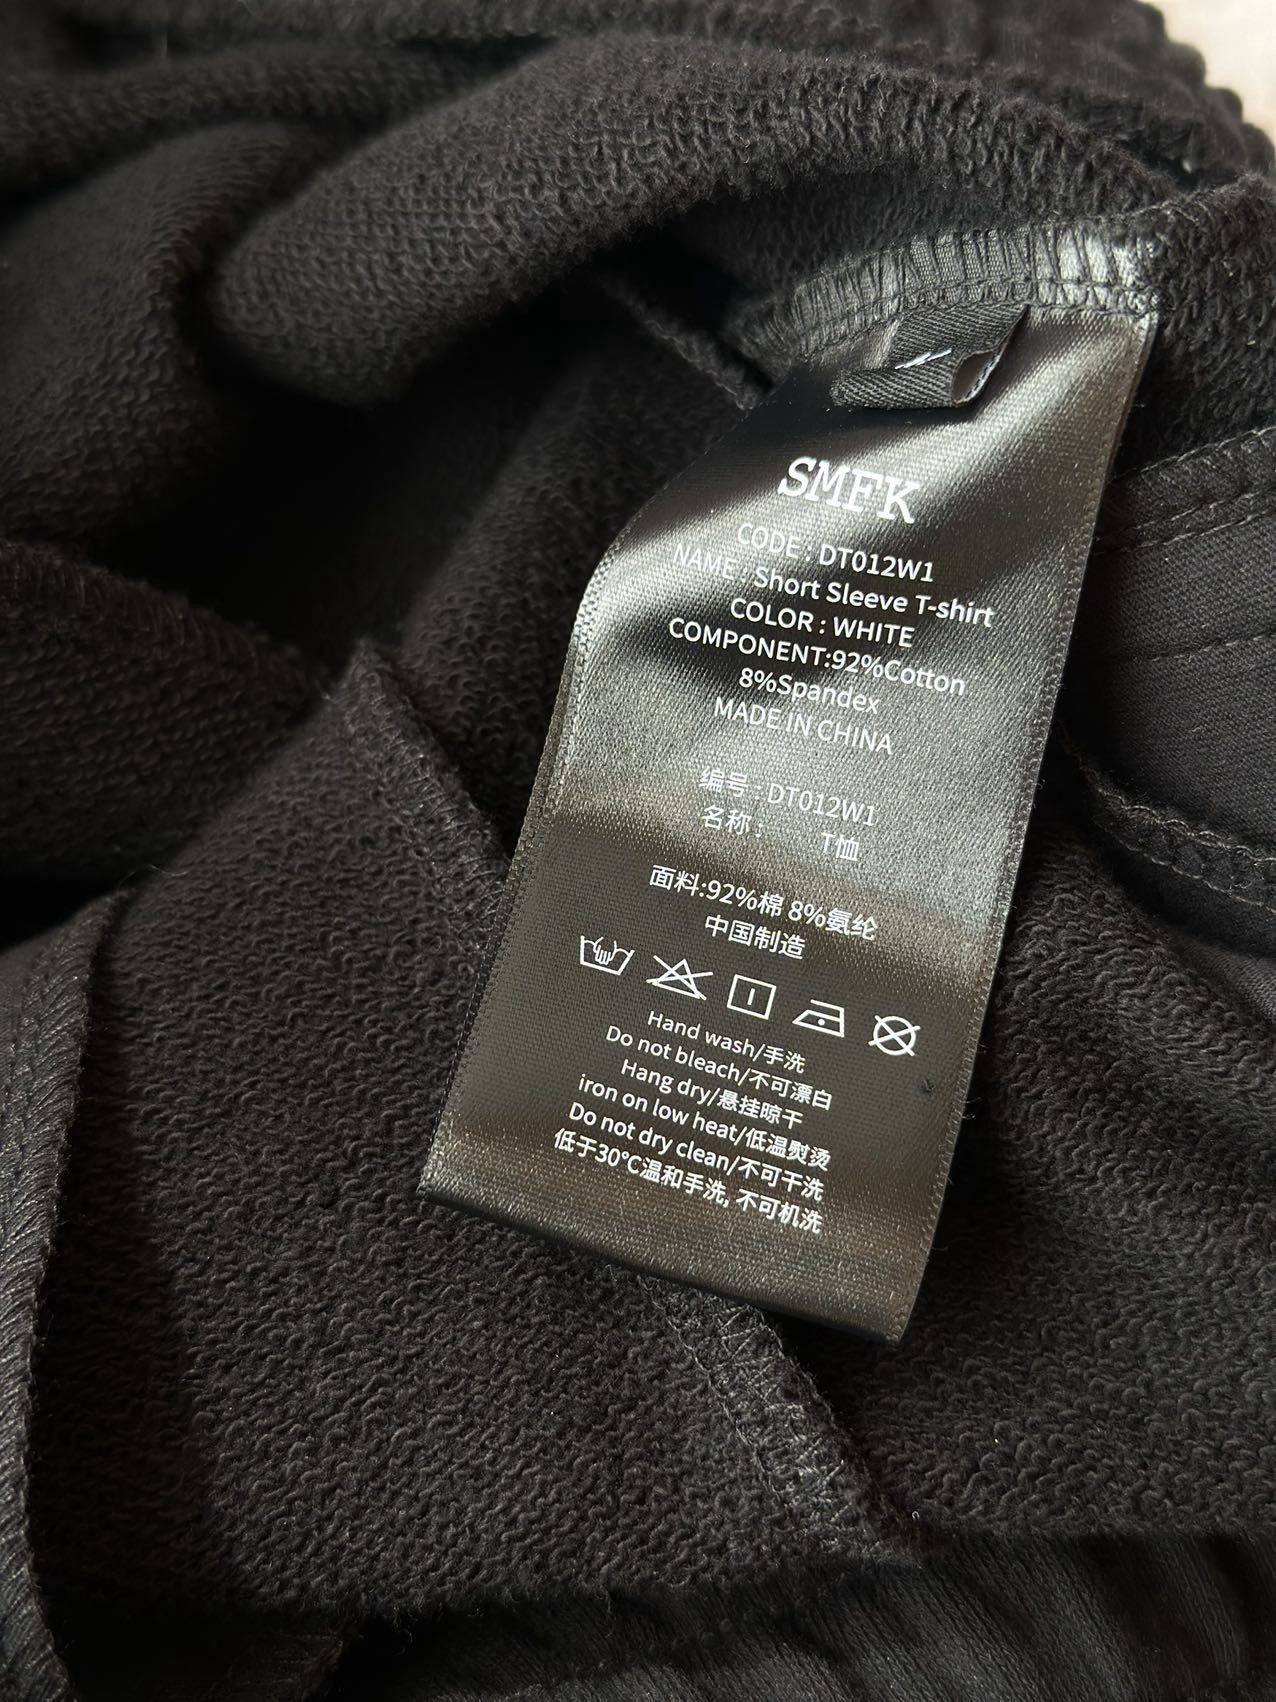 SMFK
CODE : DT012W1
NAME : Short Sleeve T-shirt
COLOR : WHITE
COMPONENT:92%Cotton
8%Spandex
MADE IN CHINA
编号 : DT012W1
名称 : T恤
面料:92%棉 8%氨纶
中国制造
Hand wash/手洗
Do not bleach/不可漂白
Hang dry/悬挂晾干
iron on low heat/低温熨烫
Do not dry clean/不可干洗
低于30°C温和手洗, 不可机洗